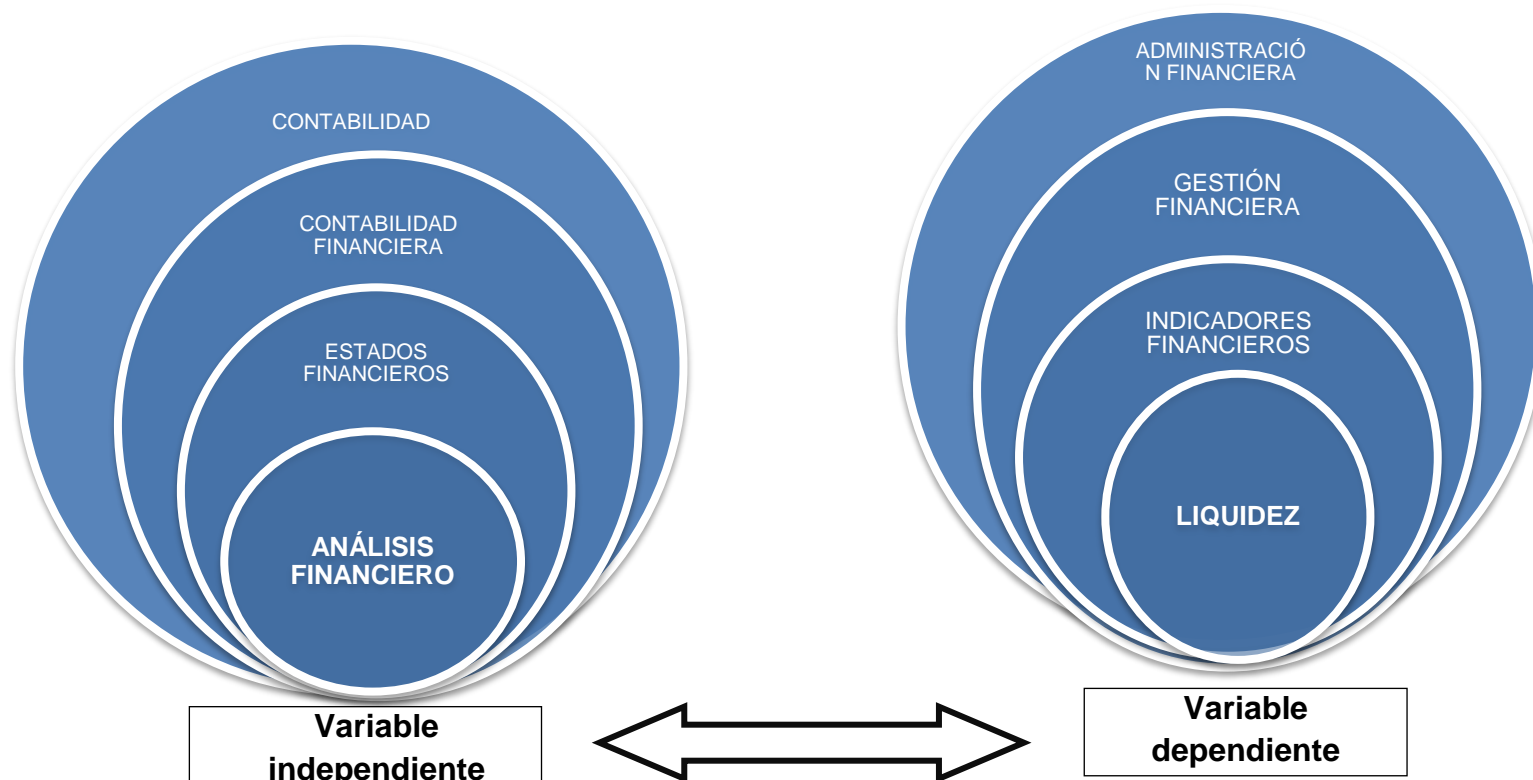 CONTABILIDAD
CONTABILIDAD
FINANCIERA
ESTADOS
FINANCIEROS
ANÁLISIS
FINANCIERO
Variable
independiente
ADMINISTRACIÓ
N FINANCIERA
GESTIÓN
FINANCIERA
INDICADORES
FINANCIEROS
LIQUIDEZ
Variable
dependiente